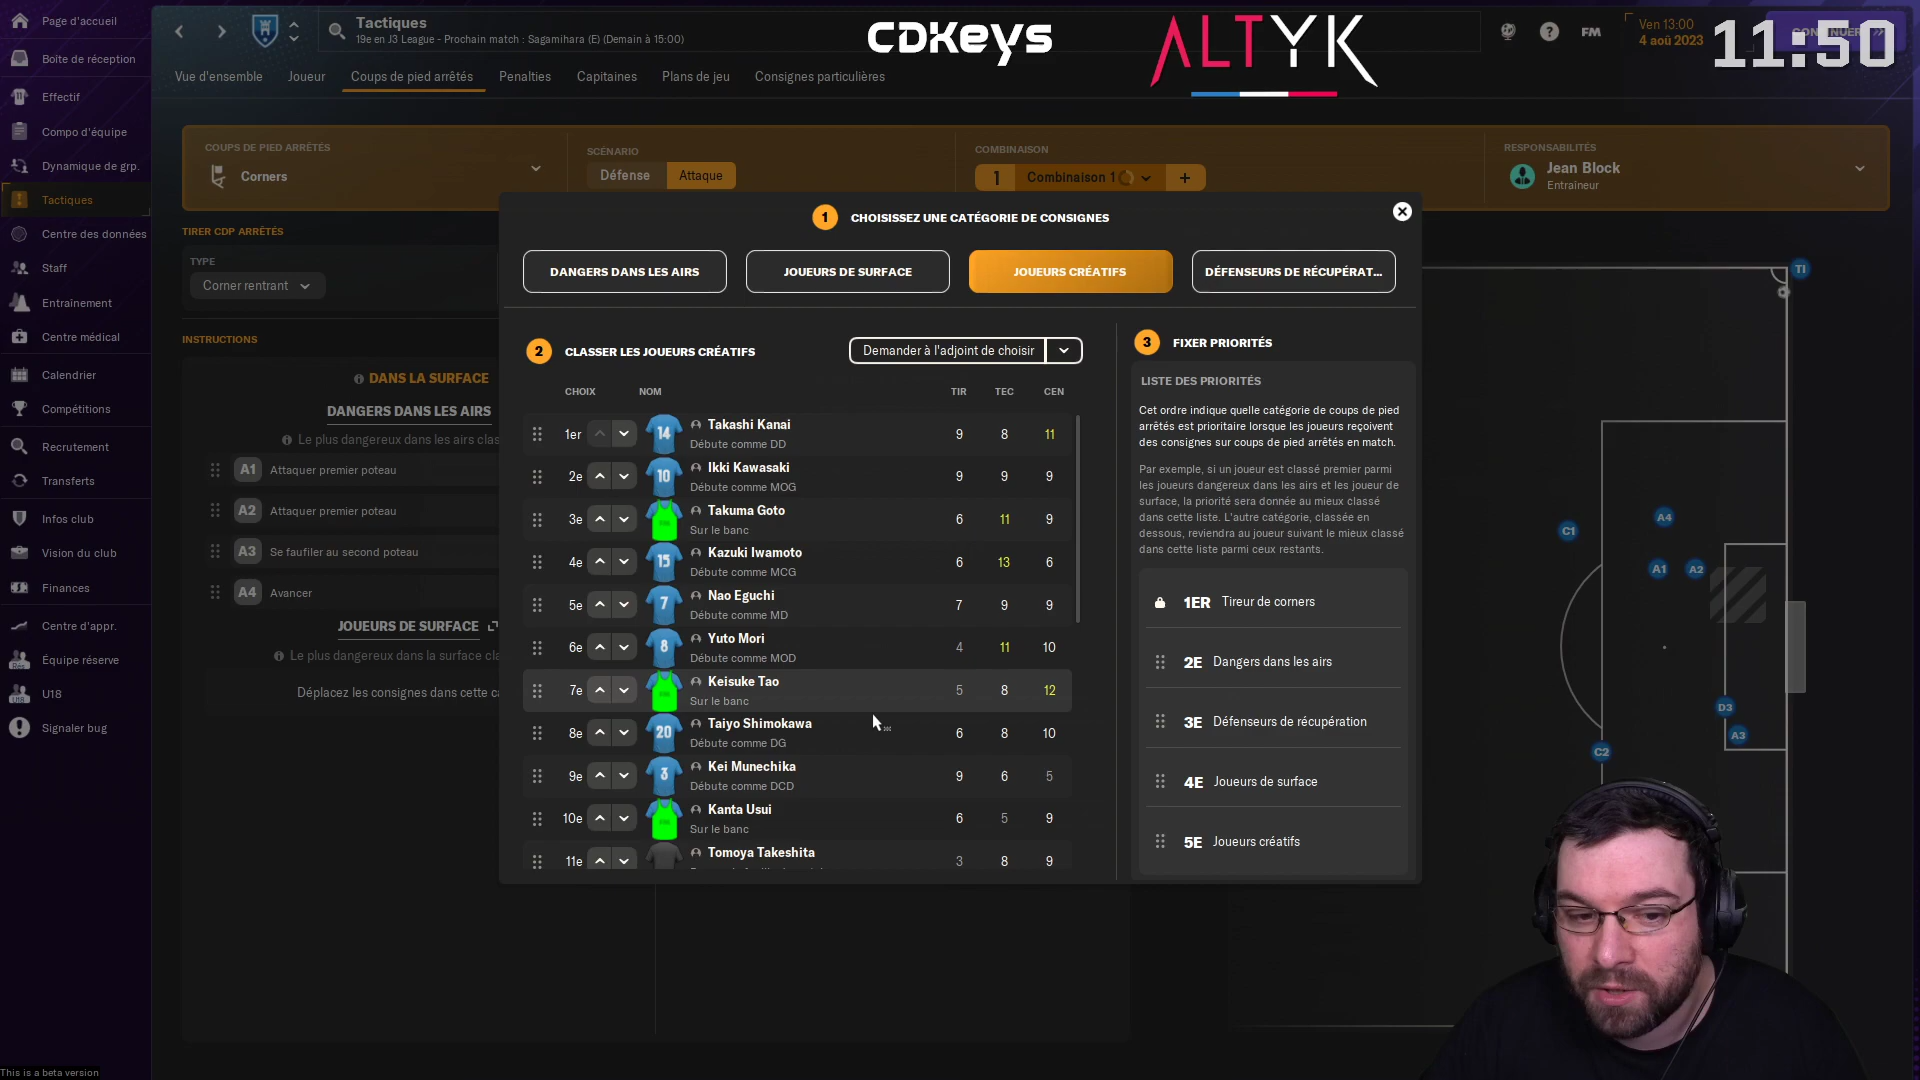 Page d'accueil
Boîte de réception
Effectif
Compo d'équipe
Dynamique de grp.
Tactiques
Centre des données
Staff
Entrainement
Centre médical
Calendrier
Compétitions
Recrutement
Transferts
Infos club
Vision du club
Finances
Centre d'appr.
Équipe réserve
U18
Signaler bug
This is a beta version
Tactiques
19e en J3 League - Prochain match : Sagamihara (E) (Demain à 15:00)
CDKeys
ALTYK
FM
Ven 13:00
4 aoû 2023
11:50
Vue d'ensemble
Joueur
Coups de pied arrêtés
Penalties
Capitaines
Plans de jeu
Consignes particulières
COUPS DE PIED ARRÊTÉS
Corners
SCÉNARIO
Défense
Attaque
COMBINAISON
1
Combinaison 1
+
RESPONSABILITÉS
Jean Block
Entraineur
TIRER CDP ARRÊTÉS
TYPE
Corner rentrant
INSTRUCTIONS
DANS LA SURFACE
DANGERS DANS LES AIRS
Le plus dangereux dans les airs clas
A1 Attaquer premier poteau
A2 Attaquer premier poteau
A3 Se faufiler au second poteau
A4 Avancer
JOUEURS DE SURFACE
Le plus dangereux dans la surface cla
Déplacez les consignes dans cette ca
1 CHOISISSEZ UNE CATÉGORIE DE CONSIGNES
DANGERS DANS LES AIRS
JOUEURS DE SURFACE
JOUEURS CRÉATIFS
DÉFENSEURS DE RÉCUPÉRAT...
2 CLASSER LES JOUEURS CRÉATIFS
Demander à l'adjoint de choisir
CHOIX NOM TIR TEC CEN
1er 14 Takashi Kanai 9 8 11
Débute comme DD
2e 10 Ikki Kawasaki 9 9 9
Débute comme MOG
3e Takuma Goto 6 11 9
Sur le banc
4e 15 Kazuki Iwamoto 6 13 6
Débute comme MCG
5e 7 Nao Eguchi 7 9 9
Débute comme MD
6e 8 Yuto Mori 4 11 10
Débute comme MOD
7e Keisuke Tao 5 8 12
Sur le banc
8e 20 Taiyo Shimokawa 6 8 10
Débute comme DG
9e 3 Kei Munechika 9 6 5
Débute comme DCD
10e Kanta Usui 6 5 9
Sur le banc
11e Tomoya Takeshita 3 8 9
3 FIXER PRIORITÉS
LISTE DES PRIORITÉS
Cet ordre indique quelle catégorie de coups de pied
arrêtés est prioritaire lorsque les joueurs reçoivent
des consignes sur coups de pied arrêtés en match.
Par exemple, si un joueur est classé premier parmi
les joueurs dangereux dans les airs et les joueur de
surface, la priorité sera donnée au mieux classé
dans cette liste. L'autre catégorie, classée en
dessous, reviendra au joueur suivant le mieux classé
dans cette liste parmi ceux restants.
1ER Tireur de corners
2E Dangers dans les airs
3E Défenseurs de récupération
4E Joueurs de surface
5E Joueurs créatifs
TI
C1
A4
A1
A2
D3
A3
C2